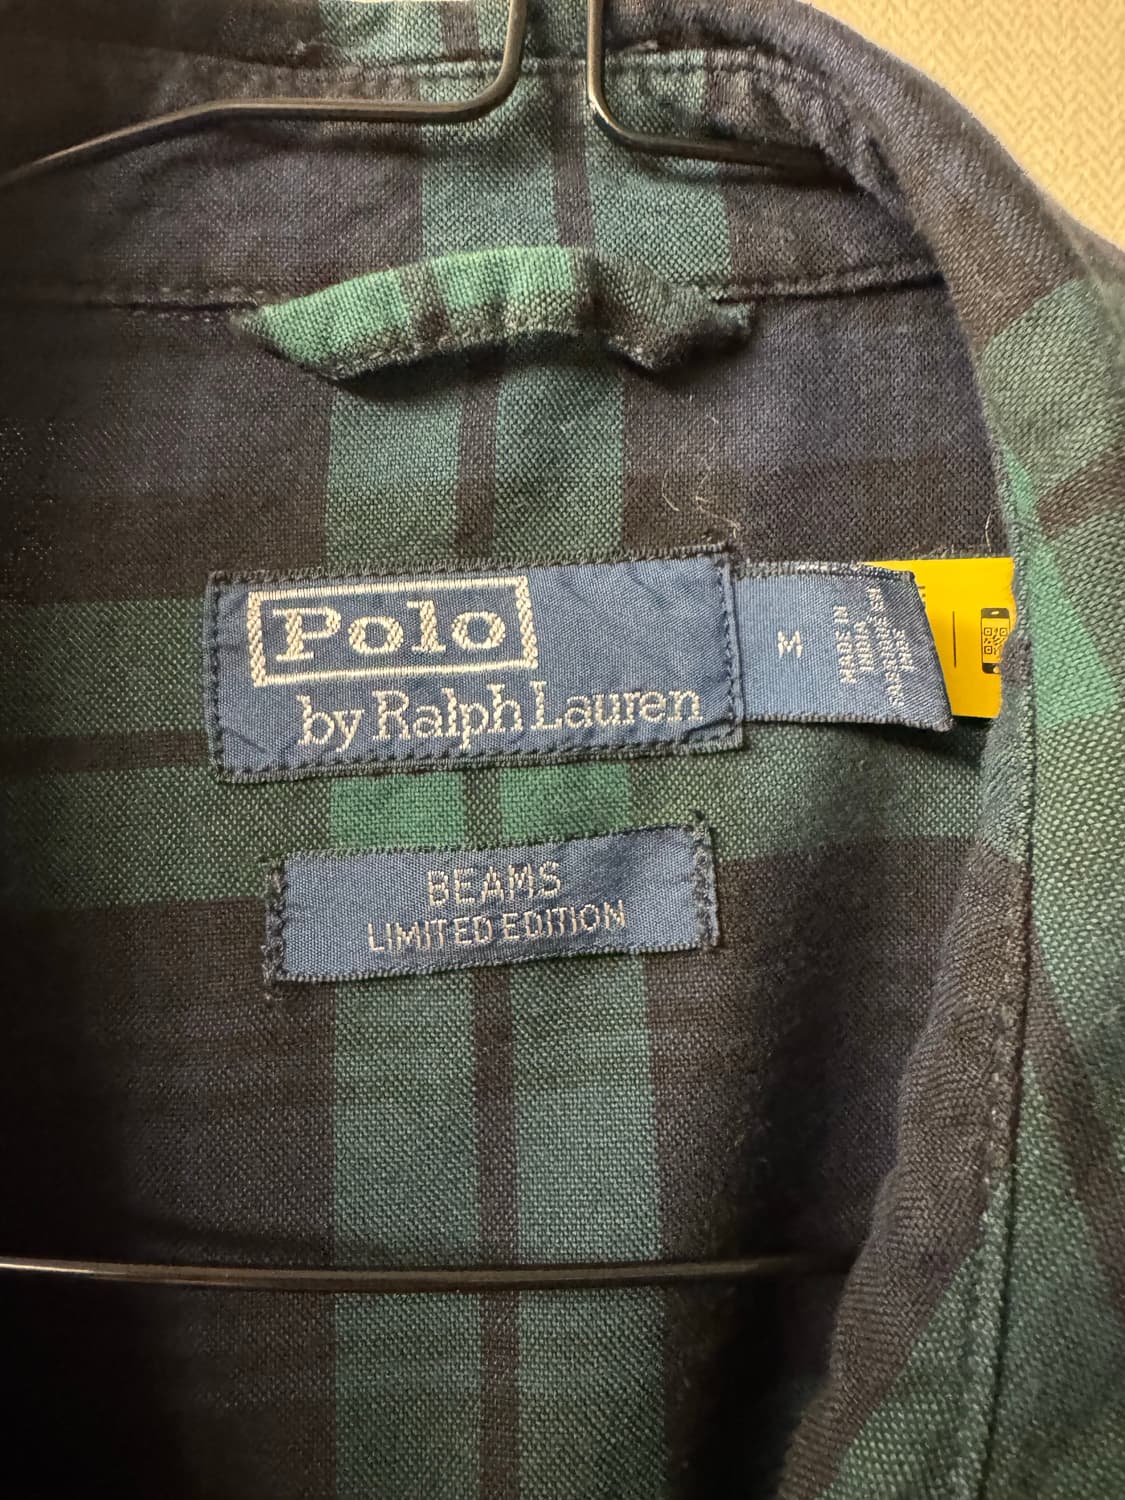 Polo
by Ralph Lauren
M
BEAMS
LIMITED EDITION